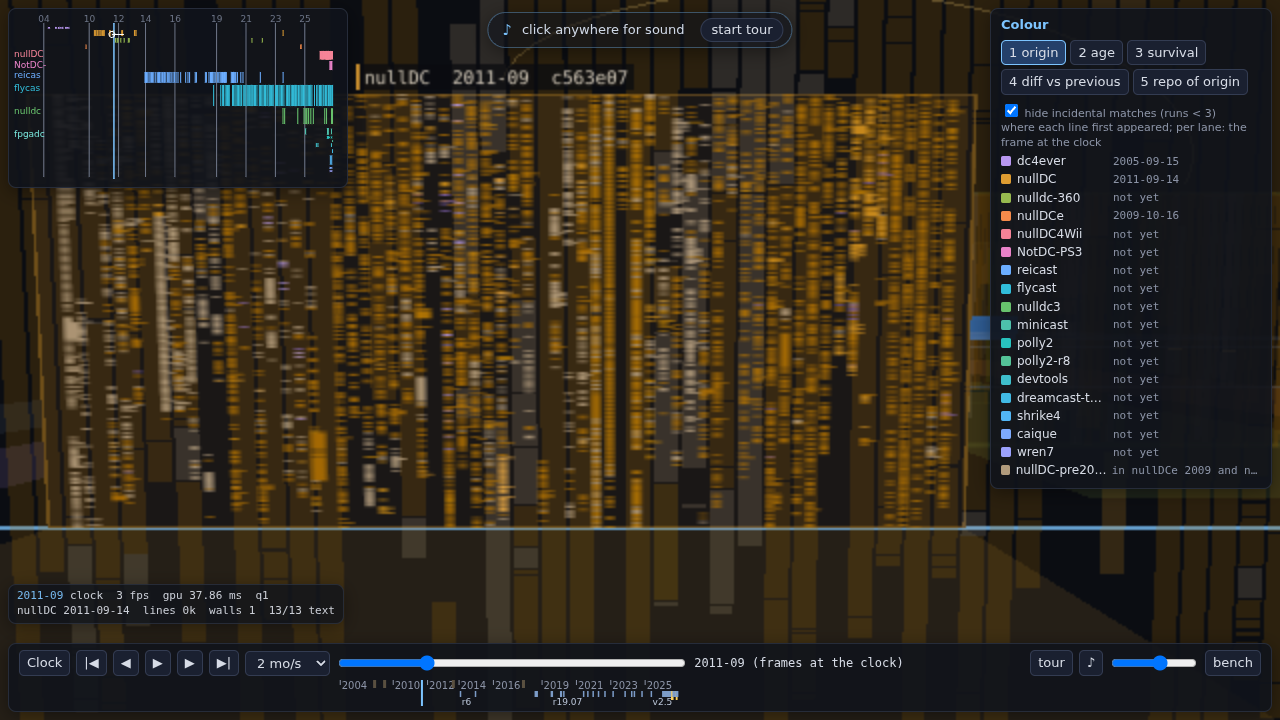 04 10 12 14 16 19 21 23 25
nullDC
NotDC-
reicas
flycas
nulldc
fpgadc
♪ click anywhere for sound start tour
nullDC 2011-09 c563e07
Colour
1 origin 2 age 3 survival
4 diff vs previous 5 repo of origin
hide incidental matches (runs < 3)
where each line first appeared; per lane: the
frame at the clock
dc4ever 2005-09-15
nullDC 2011-09-14
nulldc-360 not yet
nullDCe 2009-10-16
nullDC4Wii not yet
NotDC-PS3 not yet
reicast not yet
flycast not yet
nulldc3 not yet
minicast not yet
polly2 not yet
polly2-r8 not yet
devtools not yet
dreamcast-t… not yet
shrike4 not yet
caique not yet
wren7 not yet
nullDC-pre20… in nullDCe 2009 and n…
2011-09 clock 3 fps gpu 37.86 ms q1
nullDC 2011-09-14 lines 0k walls 1 13/13 text
Clock |◀ ◀ ▶ ▶ ▶| 2 mo/s 2011-09 (frames at the clock) tour ♪ bench
2004 2010 2012 2014 2016 2019 2021 2023 2025
r6 r19.07 v2.5